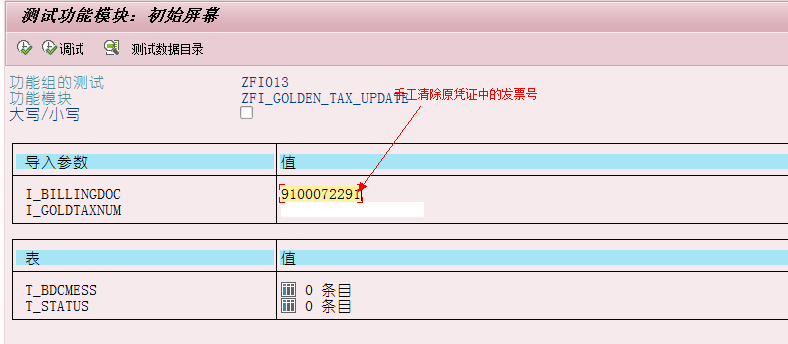 测试功能模块：初始屏幕
调试 测试数据目录
功能组的测试 ZFI013
功能模块 ZFI_GOLDEN_TAX_UPDATE
手工清除原凭证中的发票号
大写/小写
导入参数 值
I_BILLINGDOC 9100072291
I_GOLDTAXNUM
表 值
T_BDCMESS 0 条目
T_STATUS 0 条目